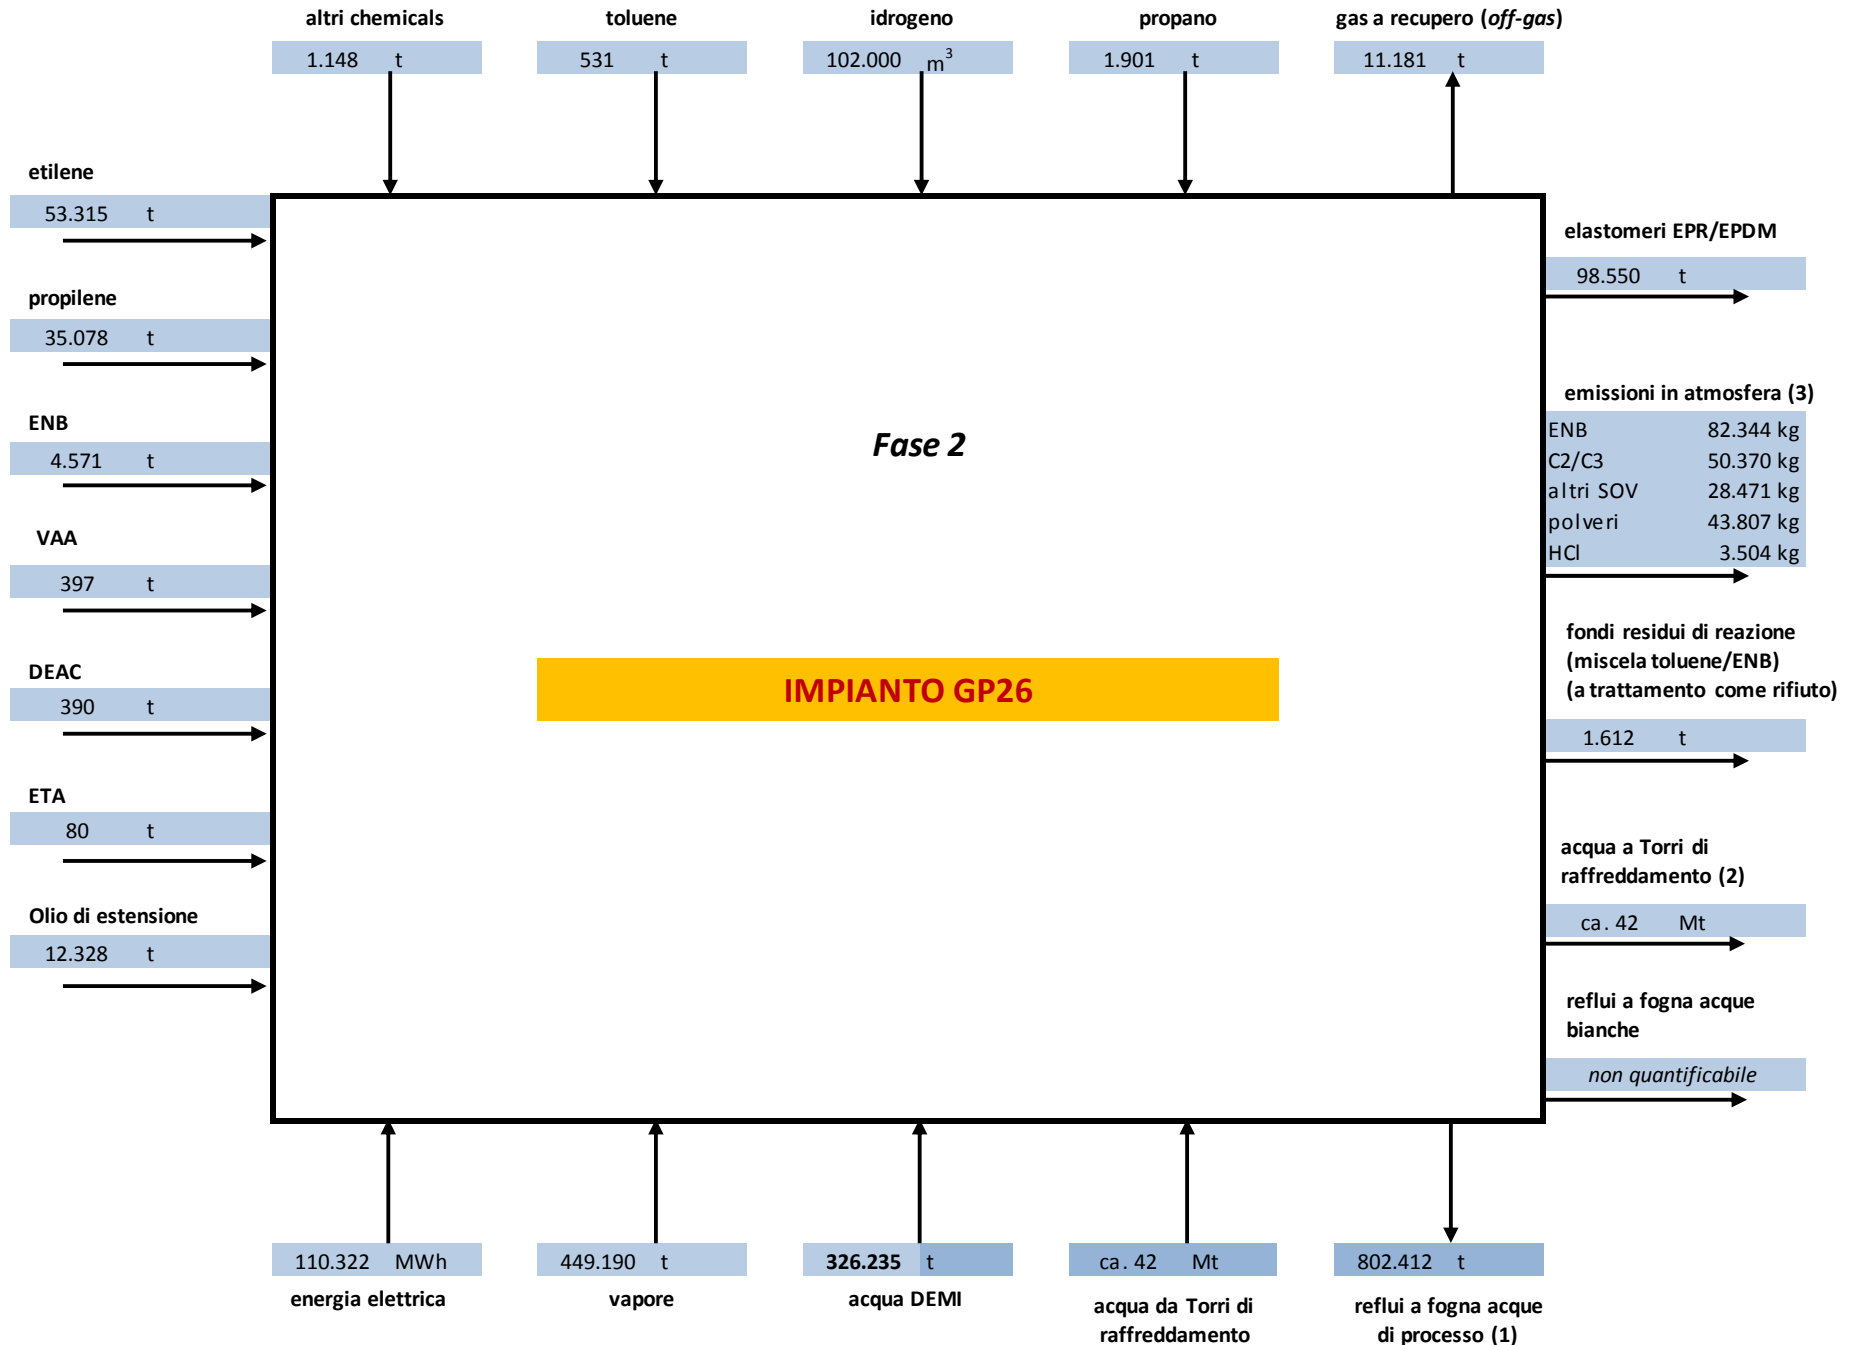 altri chemicals
1.148 t
toluene
531 t
idrogeno
102.000 m³
propano
1.901 t
gas a recupero (off-gas)
11.181 t
etilene
53.315 t
propilene
35.078 t
ENB
4.571 t
VAA
397 t
DEAC
390 t
ETA
80 t
Olio di estensione
12.328 t
Fase 2
IMPIANTO GP26
elastomeri EPR/EPDM
98.550 t
emissioni in atmosfera (3)
ENB 82.344 kg
C2/C3 50.370 kg
altri SOV 28.471 kg
polveri 43.807 kg
HCl 3.504 kg
fondi residui di reazione
(miscela toluene/ENB)
(a trattamento come rifiuto)
1.612 t
acqua a Torri di
raffreddamento (2)
ca. 42 Mt
reflui a fogna acque
bianche
non quantificabile
110.322 MWh
energia elettrica
449.190 t
vapore
326.235 t
acqua DEMI
ca. 42 Mt
acqua da Torri di
raffreddamento
802.412 t
reflui a fogna acque
di processo (1)